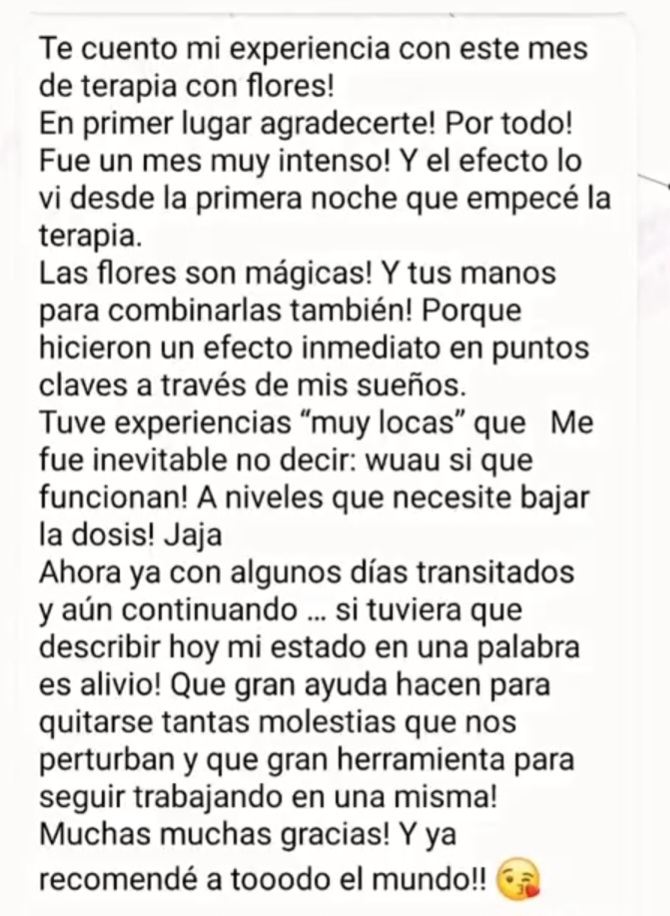 Te cuento mi experiencia con este mes
de terapia con flores!
En primer lugar agradecerte! Por todo!
Fue un mes muy intenso! Y el efecto lo
vi desde la primera noche que empecé la
terapia.
Las flores son mágicas! Y tus manos
para combinarlas también! Porque
hicieron un efecto inmediato en puntos
claves a través de mis sueños.
Tuve experiencias “muy locas” que   Me
fue inevitable no decir: wuau si que
funcionan! A niveles que necesite bajar
la dosis! Jaja
Ahora ya con algunos días transitados
y aún continuando ... si tuviera que
describir hoy mi estado en una palabra
es alivio! Que gran ayuda hacen para
quitarse tantas molestias que nos
perturban y que gran herramienta para
seguir trabajando en una misma!
Muchas muchas gracias! Y ya
recomendé a tooodo el mundo!! 😘